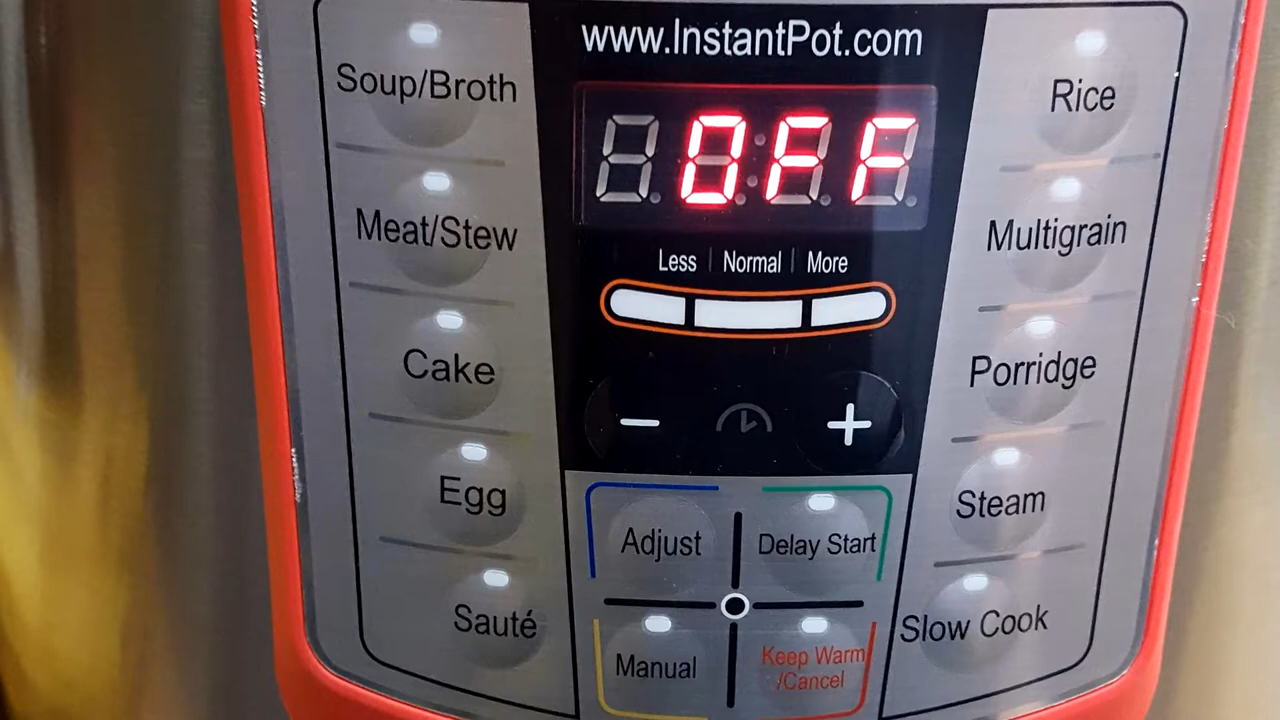 www.InstantPot.com
OFF
Less | Normal | More
− +
Soup/Broth
Meat/Stew
Cake
Egg
Sauté
Rice
Multigrain
Porridge
Steam
Slow Cook
Adjust
Delay Start
Manual
Keep Warm
/Cancel